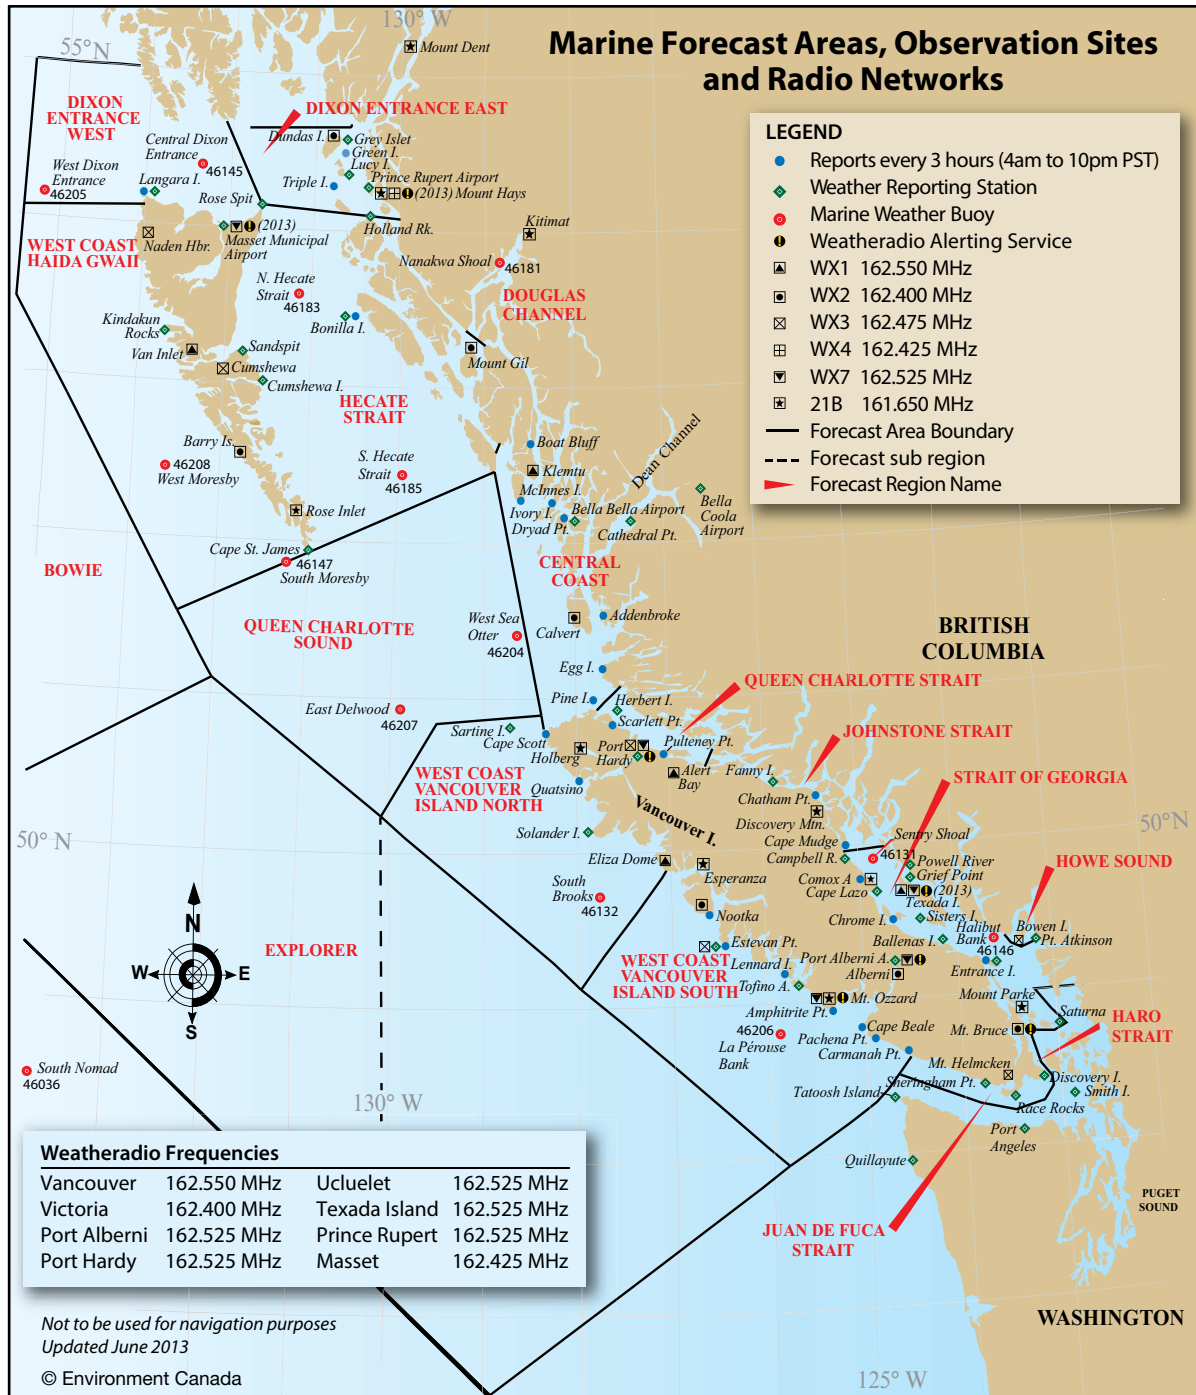 130° W
55°N
Marine Forecast Areas, Observation Sites
and Radio Networks
Mount Dent
DIXON
ENTRANCE
WEST
DIXON ENTRANCE EAST
Central Dixon
Entrance
46145
West Dixon
Entrance
46205
Langara I.
Dundas I.
Grey Islet
Green I.
Lucy I.
Triple I.
Prince Rupert Airport
(2013) Mount Hays
Rose Spit
Holland Rk.
Kitimat
WEST COAST
HAIDA GWAII
Naden Hbr.
(2013)
Masset Municipal
Airport
Nanakwa Shoal
46181
N. Hecate
Strait
46183
DOUGLAS
CHANNEL
Kindakun
Rocks
Bonilla I.
Van Inlet
Sandspit
Cumshewa
Cumshewa I.
Mount Gil
HECATE
STRAIT
Barry Is.
46208
West Moresby
S. Hecate
Strait
46185
Boat Bluff
Klemtu
Dean Channel
McInnes I.
Ivory I.
Dryad Pt.
Bella Bella Airport
Cathedral Pt.
Bella
Coola
Airport
Rose Inlet
Cape St. James
46147
South Moresby
BOWIE
CENTRAL
COAST
QUEEN CHARLOTTE
SOUND
West Sea
Otter
46204
Calvert
Addenbroke
BRITISH
COLUMBIA
Egg I.
Pine I.
Herbert I.
QUEEN CHARLOTTE STRAIT
East Delwood
46207
Sartine I.
Cape Scott
Scarlett Pt.
Holberg
Port
Hardy
Pulteney Pt.
JOHNSTONE STRAIT
WEST COAST
VANCOUVER
ISLAND NORTH
Quatsino
Alert
Bay
Fanny I.
STRAIT OF GEORGIA
Vancouver I.
Chatham Pt.
Discovery Mtn.
50° N
50°N
Solander I.
Cape Mudge
Sentry Shoal
46131
Campbell R.
Powell River
Grief Point
HOWE SOUND
Eliza Dome
Esperanza
Comox A
Cape Lazo
(2013)
Texada I.
South
Brooks
46132
Nootka
Chrome I.
Sisters I.
Halibut
Bank
46146
Bowen I.
Pt. Atkinson
Estevan Pt.
Ballenas I.
EXPLORER
WEST COAST
VANCOUVER
ISLAND SOUTH
Lennard I.
Port Alberni A.
Alberni
Entrance I.
Tofino A.
Mt. Ozzard
Amphitrite Pt.
Mount Parke
Saturna
HARO
STRAIT
46206
La Pérouse
Bank
Cape Beale
Pachena Pt.
Carmanah Pt.
Mt. Bruce
Mt. Helmcken
Sheringham Pt.
Discovery I.
Smith I.
Race Rocks
Tatoosh Island
Port
Angeles
Quillayute
South Nomad
46036
130° W
JUAN DE FUCA
STRAIT
PUGET
SOUND
WASHINGTON
125° W
N
W
E
S
LEGEND
Reports every 3 hours (4am to 10pm PST)
Weather Reporting Station
Marine Weather Buoy
Weatheradio Alerting Service
WX1 162.550 MHz
WX2 162.400 MHz
WX3 162.475 MHz
WX4 162.425 MHz
WX7 162.525 MHz
21B 161.650 MHz
Forecast Area Boundary
Forecast sub region
Forecast Region Name
Weatheradio Frequencies
Vancouver 162.550 MHz Ucluelet 162.525 MHz
Victoria 162.400 MHz Texada Island 162.525 MHz
Port Alberni 162.525 MHz Prince Rupert 162.525 MHz
Port Hardy 162.525 MHz Masset 162.425 MHz
Not to be used for navigation purposes
Updated June 2013
© Environment Canada